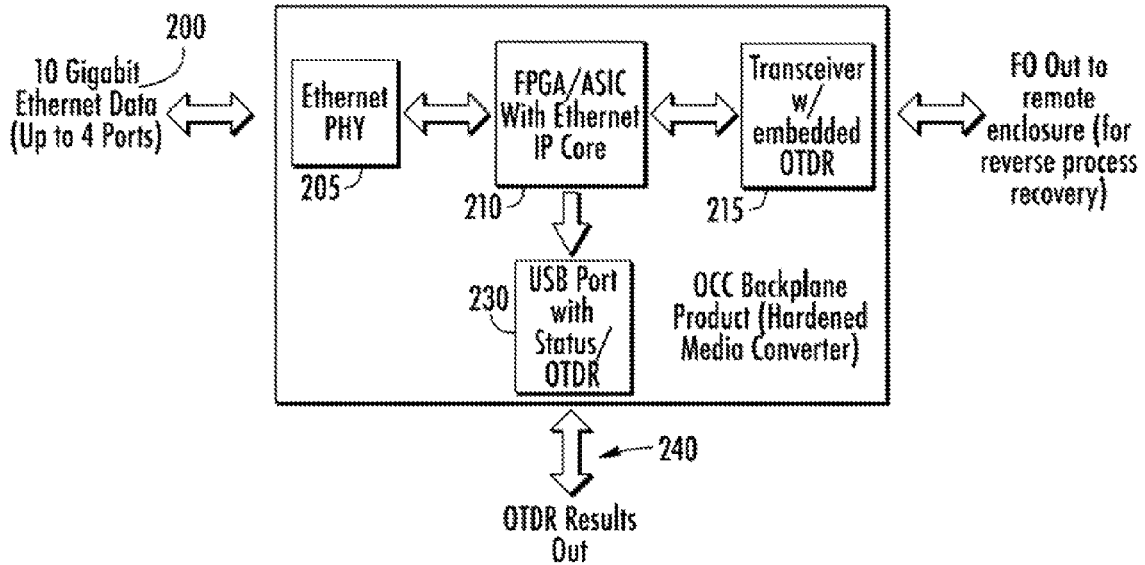 200
10 Gigabit
Ethernet Data
(Up to 4 Ports)
Ethernet
PHY
205
FPGA/ASIC
With Ethernet
IP Core
210
Transceiver
w/
embedded
OTDR
215
FO Out to
remote
enclosure (for
reverse process
recovery)
230
USB Port
with
Status/
OTDR
OCC Backplane
Product (Hardened
Media Converter)
240
OTDR Results
Out